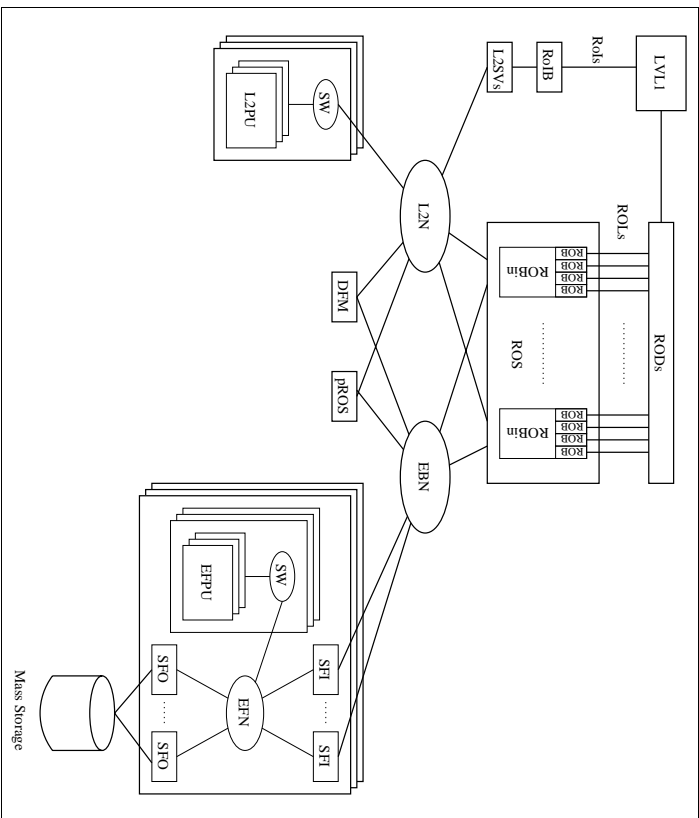 LVL1
RODs
RoIs
ROLs
............
RoIB
L2SVs
ROB
ROB
ROB
ROB
ROBin
............
ROS
ROB
ROB
ROB
ROB
ROBin
L2N
EBN
SW
L2PU
DFM
pROS
SW
EFPU
SFI
......
SFI
EFN
SFO
......
SFO
Mass Storage